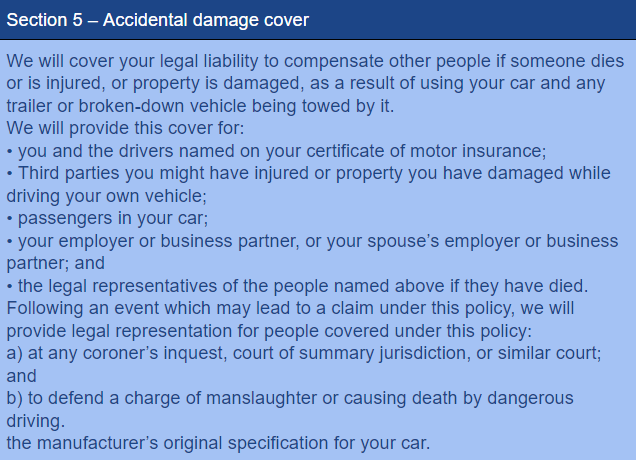 Section 5 – Accidental damage cover
We will cover your legal liability to compensate other people if someone dies
or is injured, or property is damaged, as a result of using your car and any
trailer or broken-down vehicle being towed by it.
We will provide this cover for:
• you and the drivers named on your certificate of motor insurance;
• Third parties you might have injured or property you have damaged while
driving your own vehicle;
• passengers in your car;
• your employer or business partner, or your spouse’s employer or business
partner; and
• the legal representatives of the people named above if they have died.
Following an event which may lead to a claim under this policy, we will
provide legal representation for people covered under this policy:
a) at any coroner’s inquest, court of summary jurisdiction, or similar court;
and
b) to defend a charge of manslaughter or causing death by dangerous
driving.
the manufacturer’s original specification for your car.